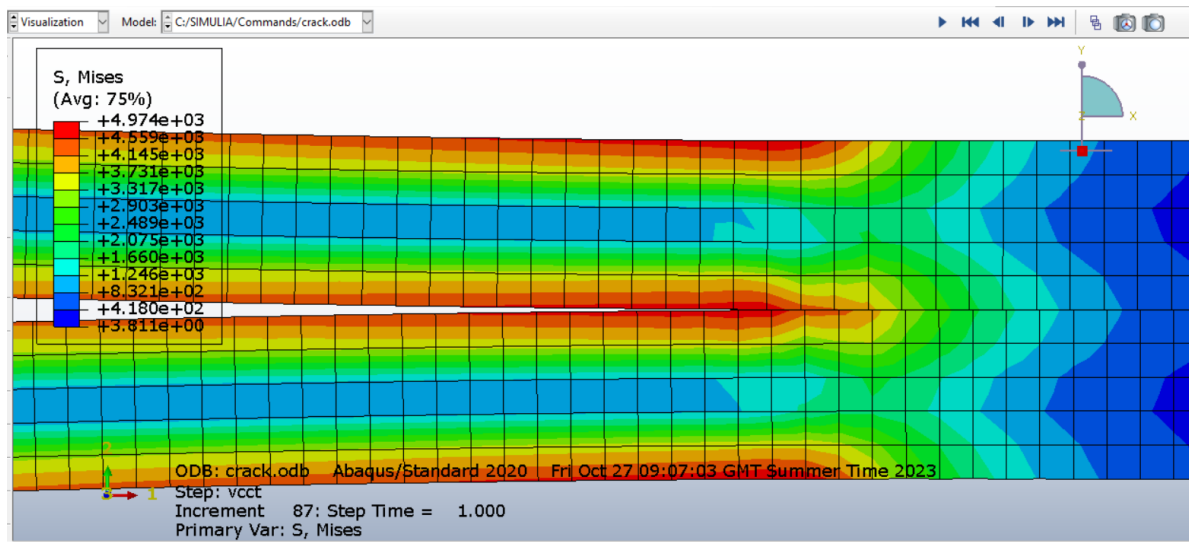 Visualization Model: C:/SIMULIA/Commands/crack.odb
S, Mises
(Avg: 75%)
+4.974e+03
+4.559e+03
+4.145e+03
+3.731e+03
+3.317e+03
+2.903e+03
+2.489e+03
+2.075e+03
+1.660e+03
+1.246e+03
+8.321e+02
+4.180e+02
+3.811e+00
Y
Z
X
2
1
ODB: crack.odb Abaqus/Standard 2020 Fri Oct 27 09:07:03 GMT Summer Time 2023
Step: vcct
Increment 87: Step Time = 1.000
Primary Var: S, Mises